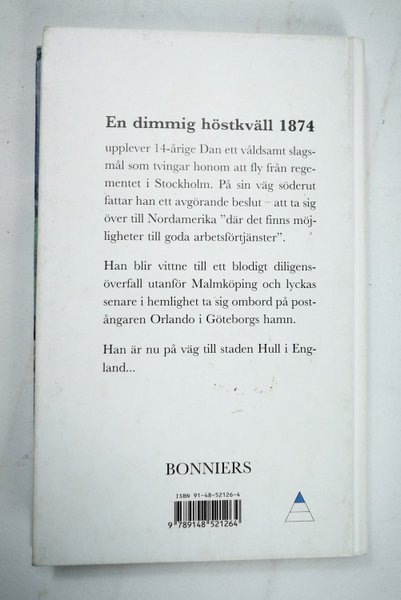 En dimmig höstkväll 1874
upplever 14-årige Dan ett våldsamt slags-
mål som tvingar honom att fly från rege-
mentet i Stockholm. På sin väg söderut
fattar han ett avgörande beslut – att ta sig
över till Nordamerika ”där det finns möj-
ligheter till goda arbetsförtjänster”.
Han blir vittne till ett blodigt diligens-
överfall utanför Malmköping och lyckas
senare i hemlighet ta sig ombord på post-
ångaren Orlando i Göteborgs hamn.
Han är nu på väg till staden Hull i Eng-
land...
BONNIERS
ISBN 91-48-52126-4
9 789148 521264